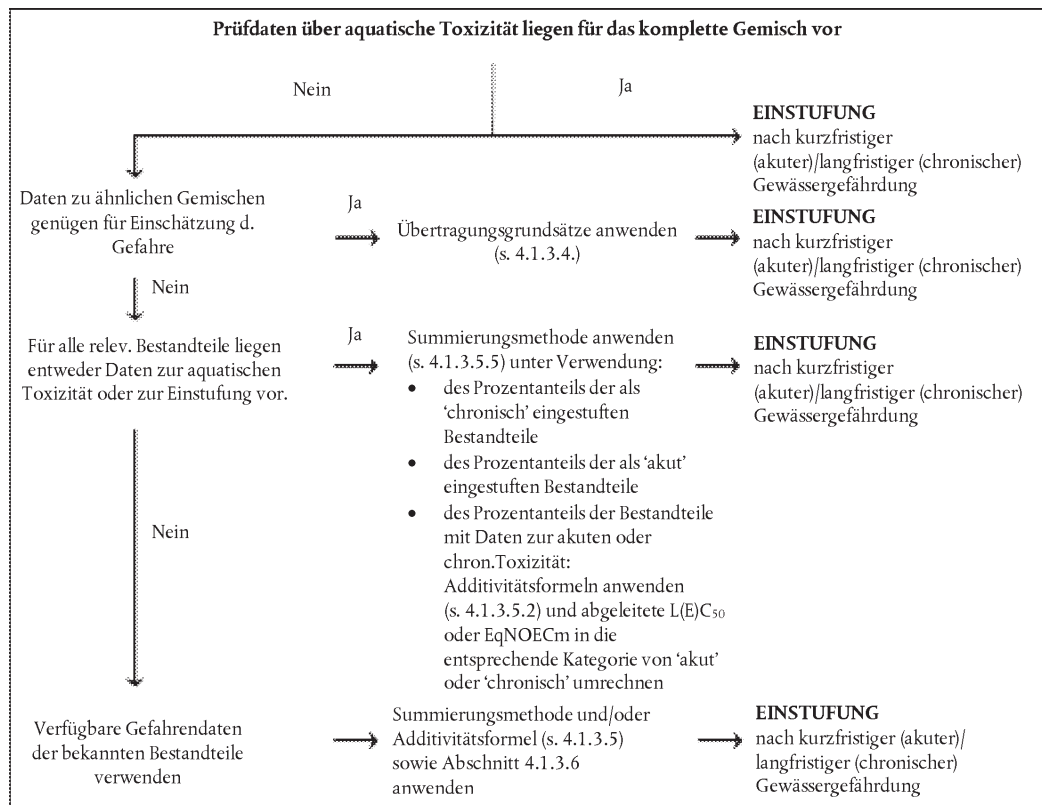 Prüfdaten über aquatische Toxizität liegen für das komplette Gemisch vor
Nein
Ja
EINSTUFUNG
nach kurzfristiger
(akuter)/langfristiger (chronischer)
Gewässergefährdung
Daten zu ähnlichen Gemischen
genügen für Einschätzung d.
Gefahre
Ja
Übertragungsgrundsätze anwenden
(s. 4.1.3.4.)
EINSTUFUNG
nach kurzfristiger
(akuter)/langfristiger (chronischer)
Gewässergefährdung
Nein
Für alle relev. Bestandteile liegen
entweder Daten zur aquatischen
Toxizität oder zur Einstufung vor.
Ja
Summierungsmethode anwenden
(s. 4.1.3.5.5) unter Verwendung:
• des Prozentanteils der als
‘chronisch’ eingestuften
Bestandteile
• des Prozentanteils der als ‘akut’
eingestuften Bestandteile
• des Prozentanteils der Bestandteile
mit Daten zur akuten oder
chron.Toxizität:
Additivitätsformeln anwenden
(s. 4.1.3.5.2) und abgeleitete L(E)C₅₀
oder EqNOECm in die
entsprechende Kategorie von ‘akut’
oder ‘chronisch’ umrechnen
EINSTUFUNG
nach kurzfristiger
(akuter)/langfristiger (chronischer)
Gewässergefährdung
Nein
Verfügbare Gefahrendaten
der bekannten Bestandteile
verwenden
Summierungsmethode und/oder
Additivitätsformel (s. 4.1.3.5)
sowie Abschnitt 4.1.3.6
anwenden
EINSTUFUNG
nach kurzfristiger (akuter)/
langfristiger (chronischer)
Gewässergefährdung